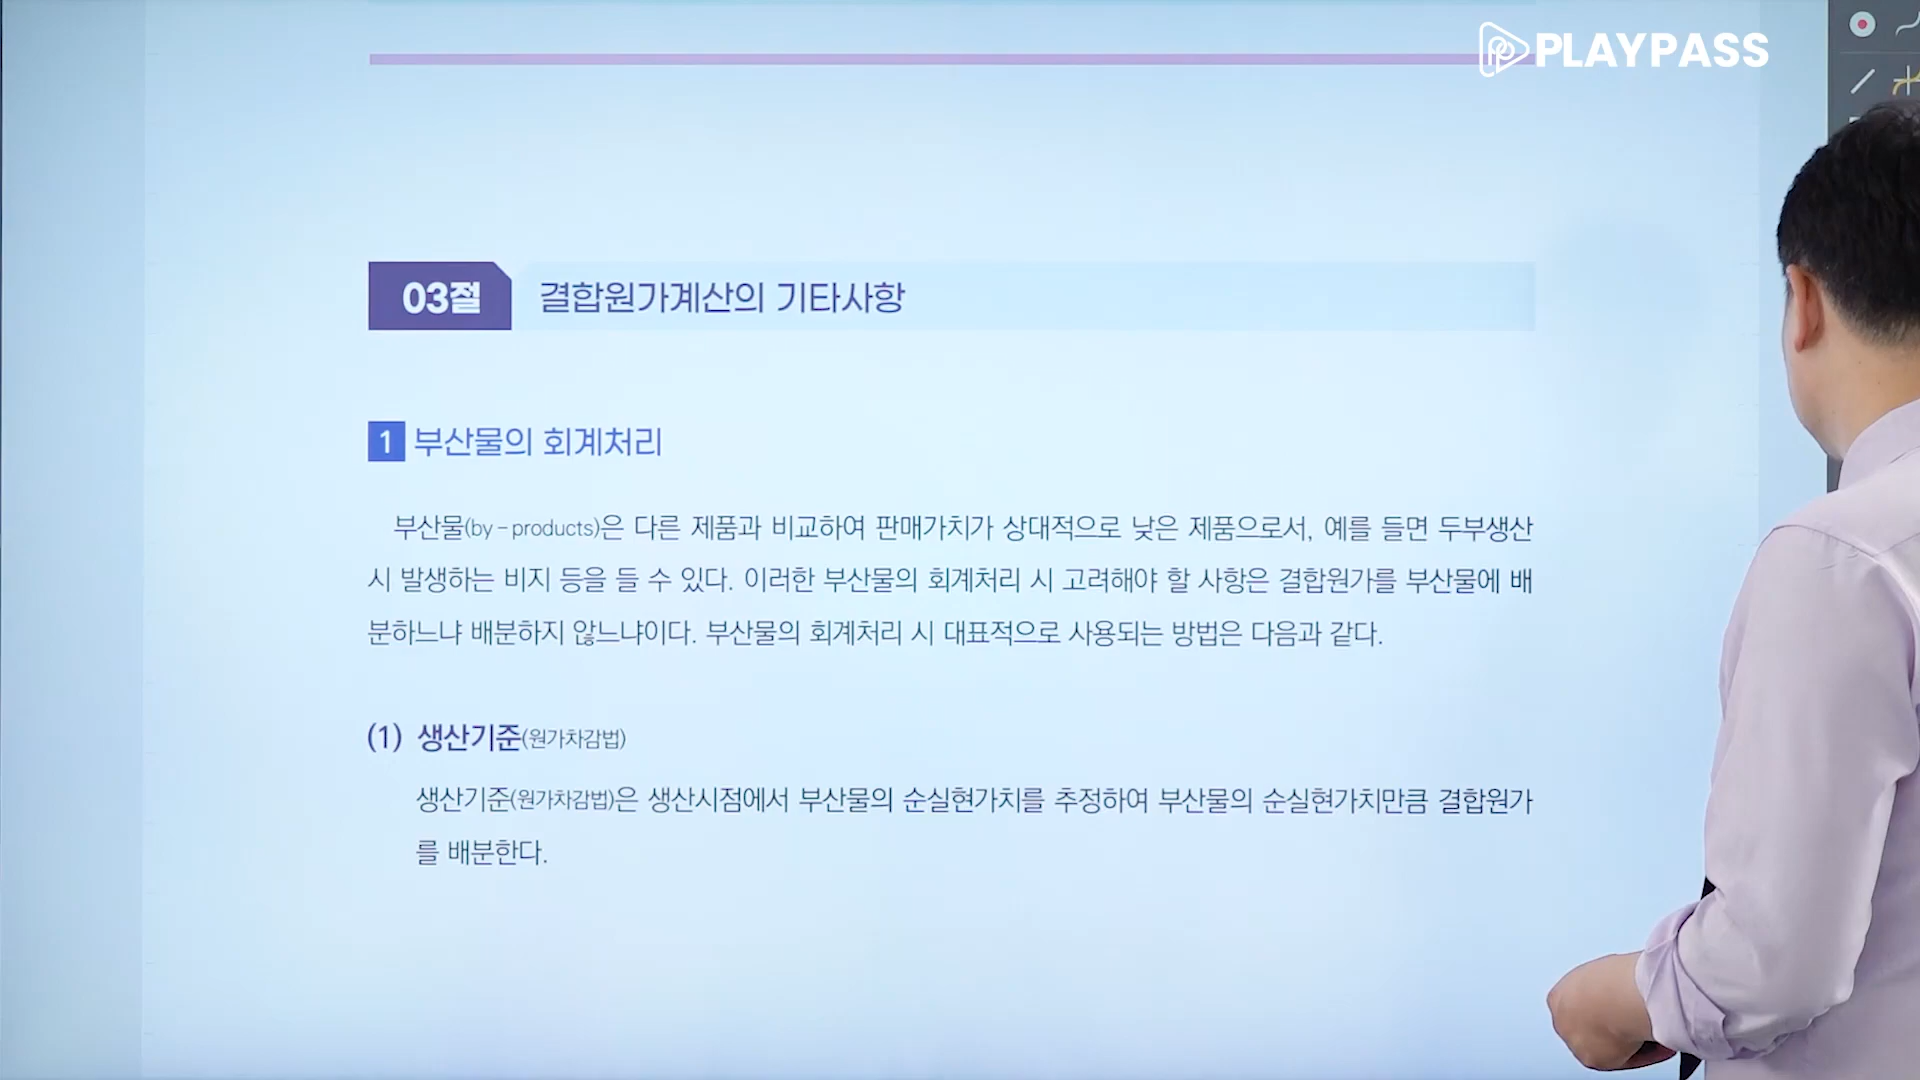 PLAYPASS
03절 결합원가계산의 기타사항
1 부산물의 회계처리
부산물(by-products)은 다른 제품과 비교하여 판매가치가 상대적으로 낮은 제품으로서, 예를 들면 두부생산
시 발생하는 비지 등을 들 수 있다. 이러한 부산물의 회계처리 시 고려해야 할 사항은 결합원가를 부산물에 배
분하느냐 배분하지 않느냐이다. 부산물의 회계처리 시 대표적으로 사용되는 방법은 다음과 같다.
(1) 생산기준(원가차감법)
생산기준(원가차감법)은 생산시점에서 부산물의 순실현가치를 추정하여 부산물의 순실현가치만큼 결합원가
를 배분한다.